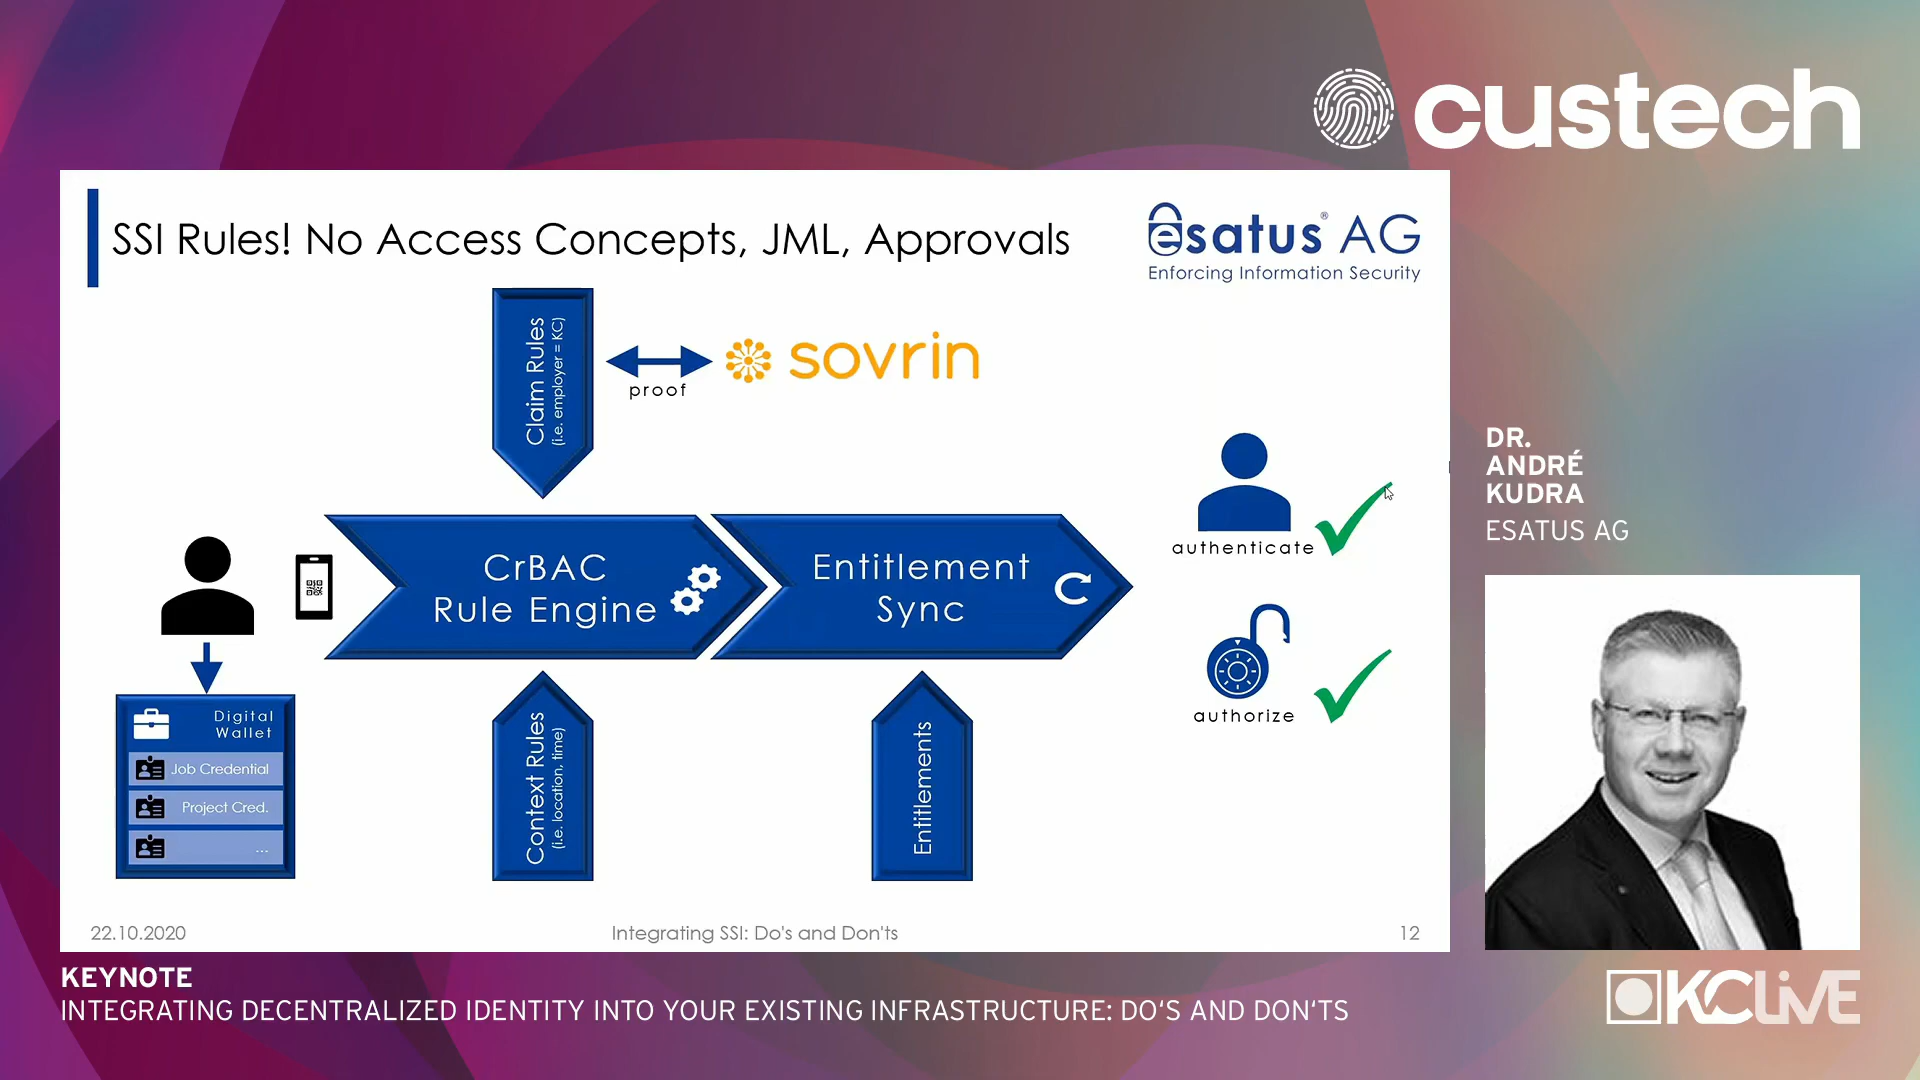 custech
SSI Rules! No Access Concepts, JML, Approvals
esatus® AG
Enforcing Information Security
Claim Rules
(i.e. employer = KC)
proof
sovrin
CrBAC
Rule Engine
Entitlement
Sync
authenticate
authorize
Digital
Wallet
Job Credential
Project Cred.
...
Context Rules
(i.e. location, time)
Entitlements
22.10.2020
Integrating SSI: Do's and Don'ts
12
DR.
ANDRÉ
KUDRA
ESATUS AG
KEYNOTE
INTEGRATING DECENTRALIZED IDENTITY INTO YOUR EXISTING INFRASTRUCTURE: DO'S AND DON'TS
KCLIVE